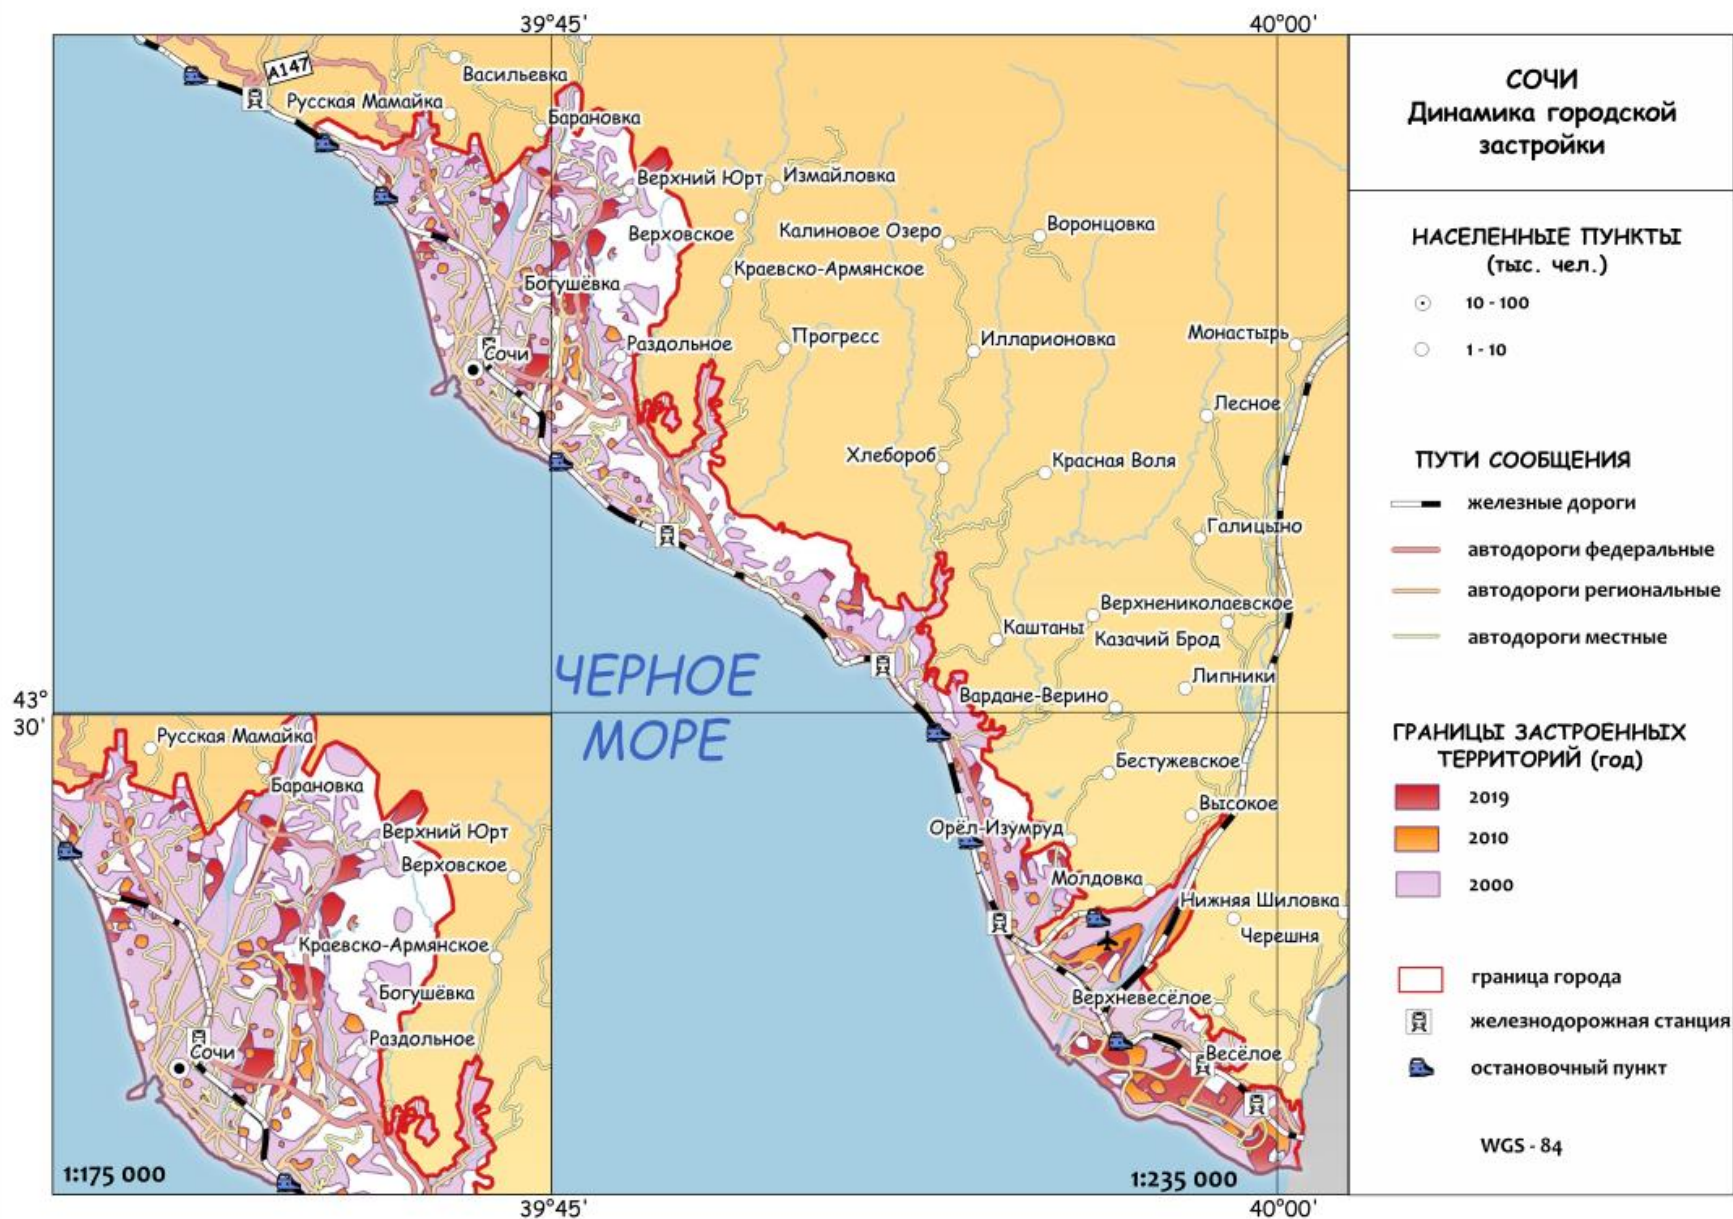 39°45'
40°00'
А147
Васильевка
Русская Мамайка
Барановка
Верхний Юрт
Измайловка
Верховское
Калиновое Озеро
Воронцовка
Краевско-Армянское
Богушёвка
Прогресс
Раздольное
Илларионовка
Монастырь
Сочи
Лесное
Хлебороб
Красная Воля
Галицыно
Верхнениколаевское
Каштаны
Казачий Брод
ЧЕРНОЕ
МОРЕ
Липники
Вардане-Верино
43°
30'
Бестужевское
Высокое
Орёл-Изумруд
Молдовка
Нижняя Шиловка
Черешня
Верхневесёлое
Весёлое
1:235 000
Русская Мамайка
Барановка
Верхний Юрт
Верховское
Краевско-Армянское
Богушёвка
Раздольное
Сочи
1:175 000
39°45'
40°00'
СОЧИ
Динамика городской
застройки
НАСЕЛЕННЫЕ ПУНКТЫ
(тыс. чел.)
10 - 100
1 - 10
ПУТИ СООБЩЕНИЯ
железные дороги
автодороги федеральные
автодороги региональные
автодороги местные
ГРАНИЦЫ ЗАСТРОЕННЫХ
ТЕРРИТОРИЙ (год)
2019
2010
2000
граница города
железнодорожная станция
остановочный пункт
WGS - 84